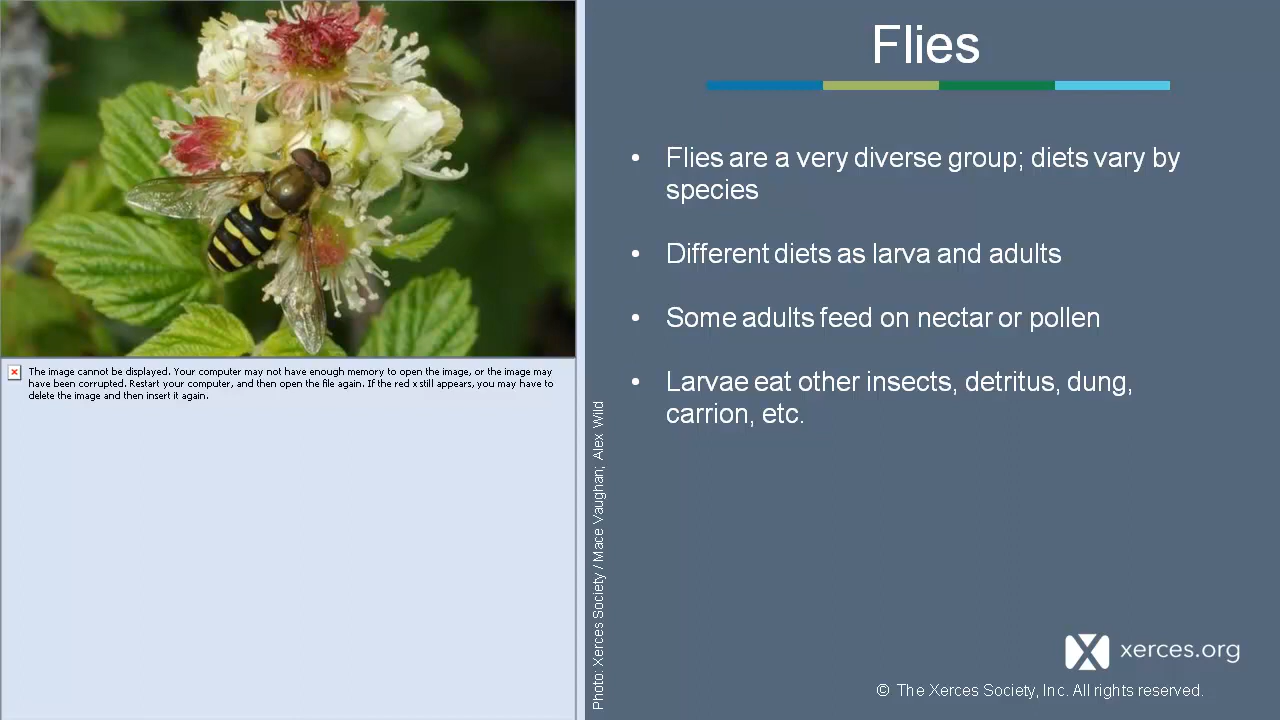 Flies
• Flies are a very diverse group; diets vary by
species
• Different diets as larva and adults
• Some adults feed on nectar or pollen
• Larvae eat other insects, detritus, dung,
carrion, etc.
The image cannot be displayed. Your computer may not have enough memory to open the image, or the image may
have been corrupted. Restart your computer, and then open the file again. If the red x still appears, you may have to
delete the image and then insert it again.
Photo: Xerces Society / Mace Vaughan; Alex Wild
xerces.org
© The Xerces Society, Inc. All rights reserved.